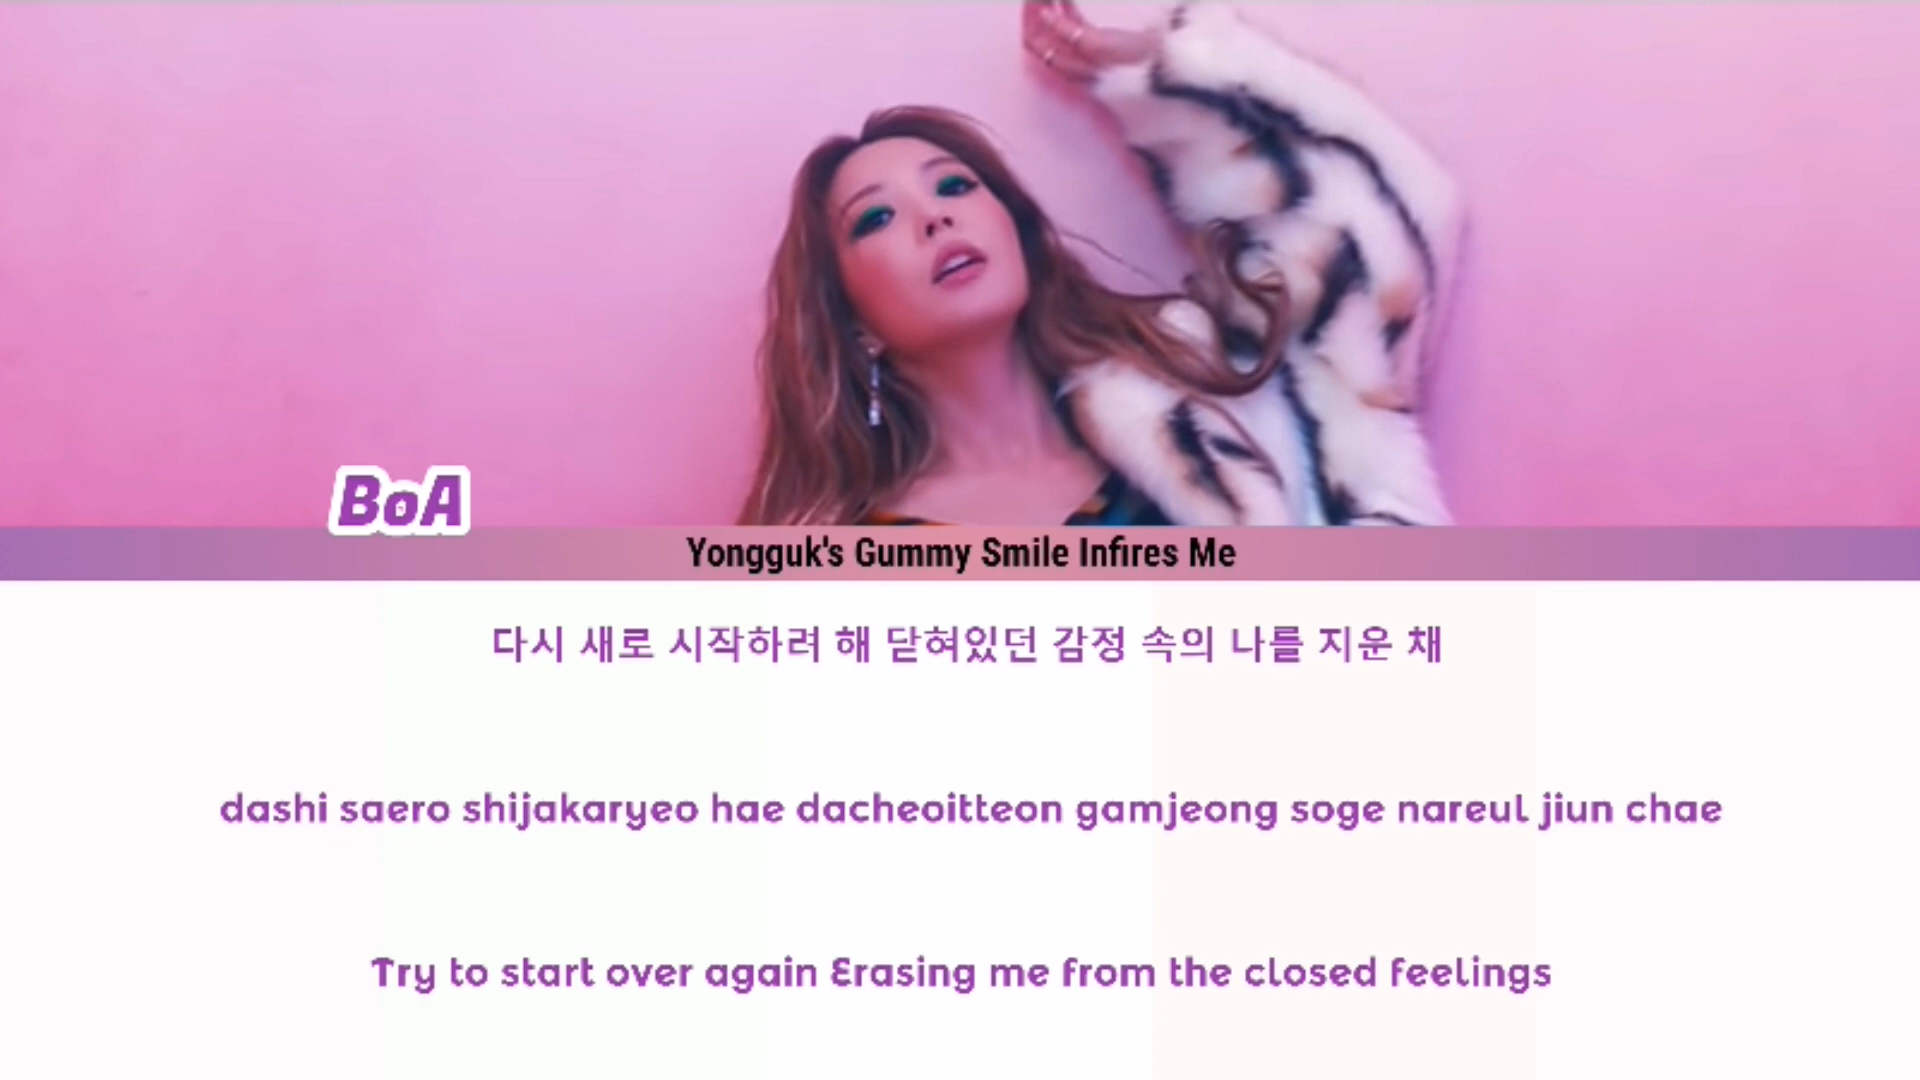 BoA
Yongguk's Gummy Smile Infires Me
다시 새로 시작하려 해 닫혀있던 감정 속의 나를 지운 채
dashi saero shijakaryeo hae dacheoitteon gamjeong soge nareul jiun chae
Try to start over again Erasing me from the closed feelings